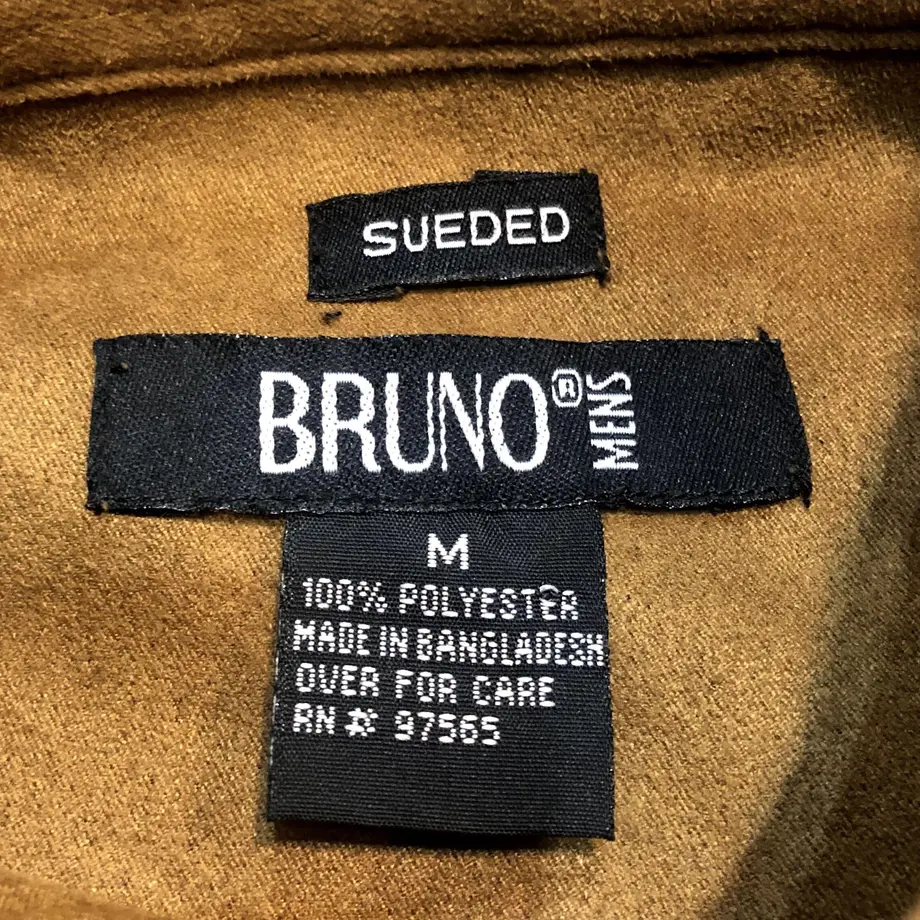 SUEDED
BRUNO® MENS
M
100% POLYESTER
MADE IN BANGLADESH
OVER FOR CARE
RN # 97565